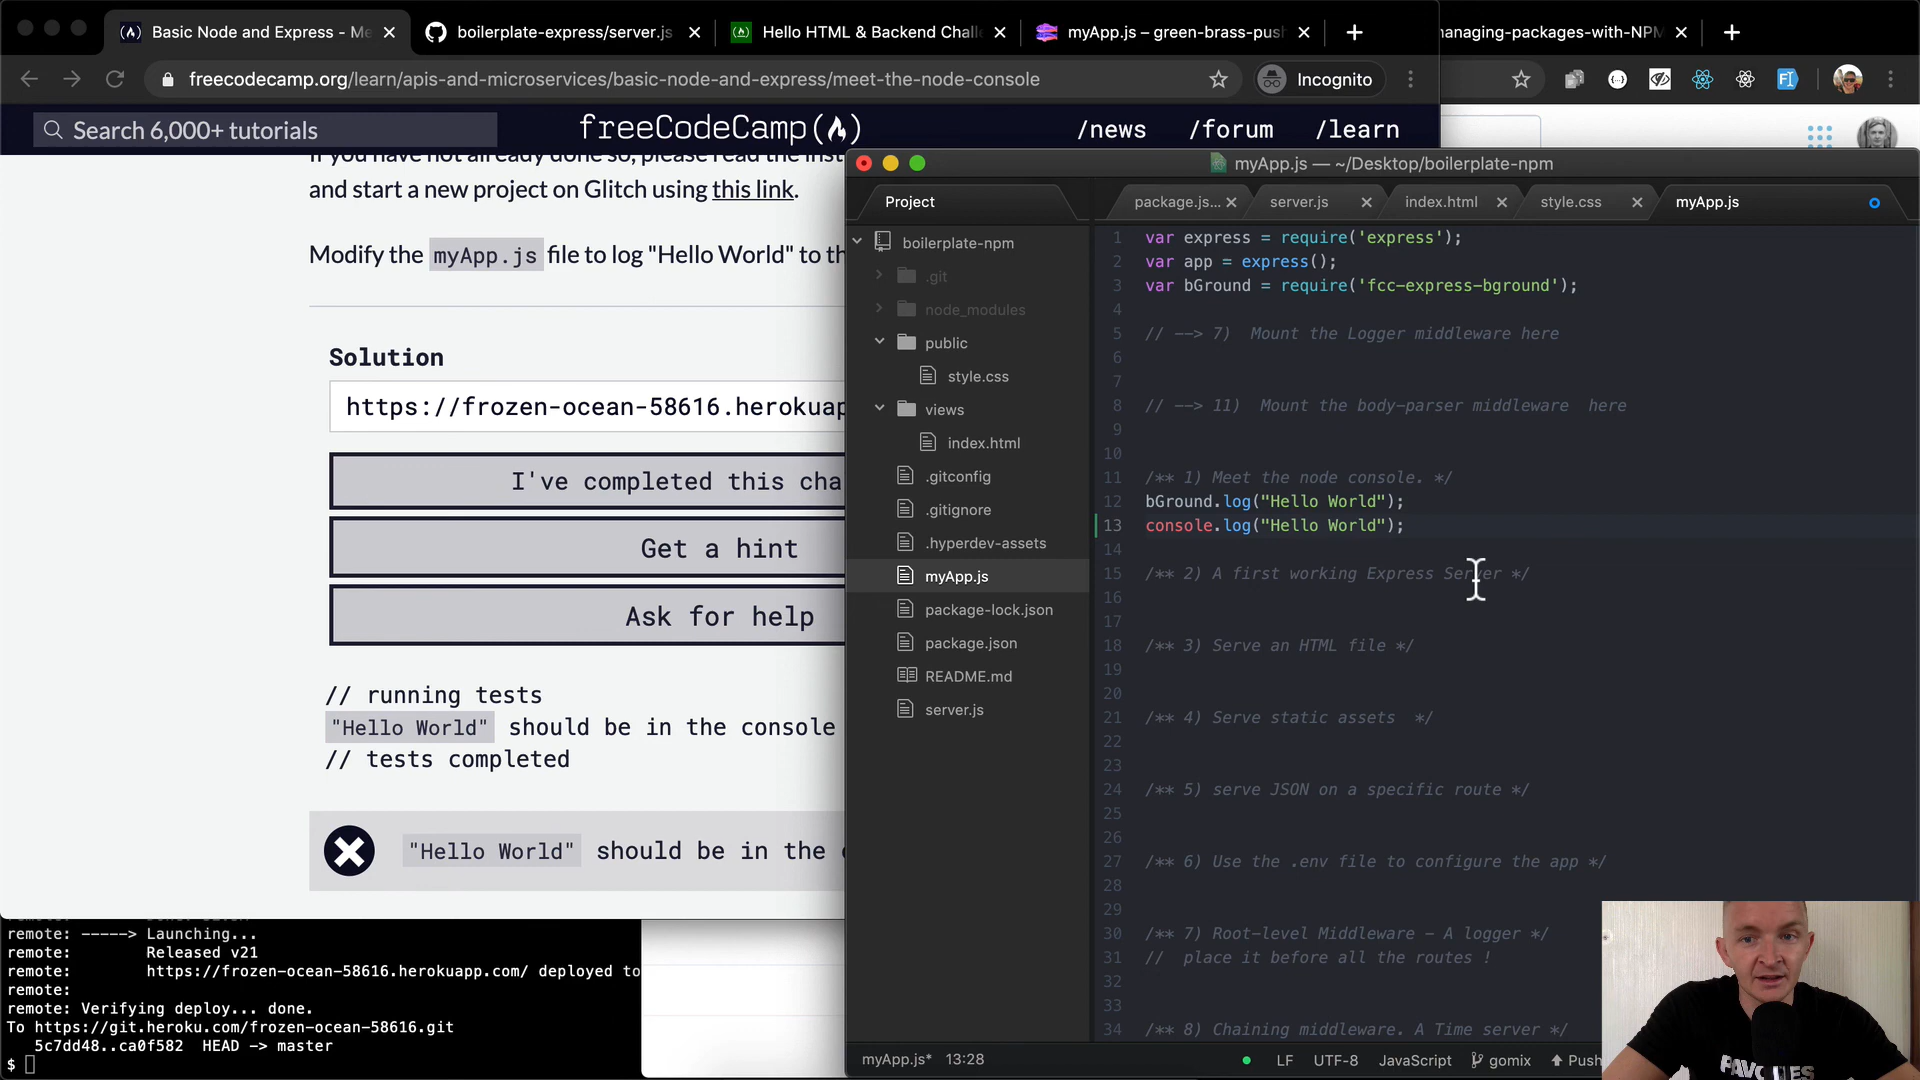 Basic Node and Express - Me
boilerplate-express/server.js
Hello HTML & Backend Chall
myApp.js – green-brass-push
managing-packages-with-NPM
freecodecamp.org/learn/apis-and-microservices/basic-node-and-express/meet-the-node-console
Incognito
Search 6,000+ tutorials
freeCodeCamp
/news
/forum
/learn
If you have not already done so, please read the inst
and start a new project on Glitch using this link.
Modify the myApp.js file to log "Hello World" to th
Solution
https://frozen-ocean-58616.herokuap
I've completed this cha
Get a hint
Ask for help
// running tests
"Hello World" should be in the console
// tests completed
"Hello World" should be in the c
remote: -----> Launching...
remote: Released v21
remote: https://frozen-ocean-58616.herokuapp.com/ deployed to
remote:
remote: Verifying deploy... done.
To https://git.heroku.com/frozen-ocean-58616.git
5c7dd48..ca0f582 HEAD -> master
$
myApp.js — ~/Desktop/boilerplate-npm
Project
package.js...
server.js
index.html
style.css
myApp.js
boilerplate-npm
.git
node_modules
public
style.css
views
index.html
.gitconfig
.gitignore
.hyperdev-assets
myApp.js
package-lock.json
package.json
README.md
server.js
1 var express = require('express');
2 var app = express();
3 var bGround = require('fcc-express-bground');
4
5 // --> 7) Mount the Logger middleware here
6
7
8 // --> 11) Mount the body-parser middleware here
9
10
11 /** 1) Meet the node console. */
12 bGround.log("Hello World");
13 console.log("Hello World");
14
15 /** 2) A first working Express Server */
16
17
18 /** 3) Serve an HTML file */
19
20
21 /** 4) Serve static assets */
22
23
24 /** 5) serve JSON on a specific route */
25
26
27 /** 6) Use the .env file to configure the app */
28
29
30 /** 7) Root-level Middleware - A logger */
31 // place it before all the routes !
32
33
34 /** 8) Chaining middleware. A Time server */
myApp.js* 13:28
LF UTF-8 JavaScript gomix Push